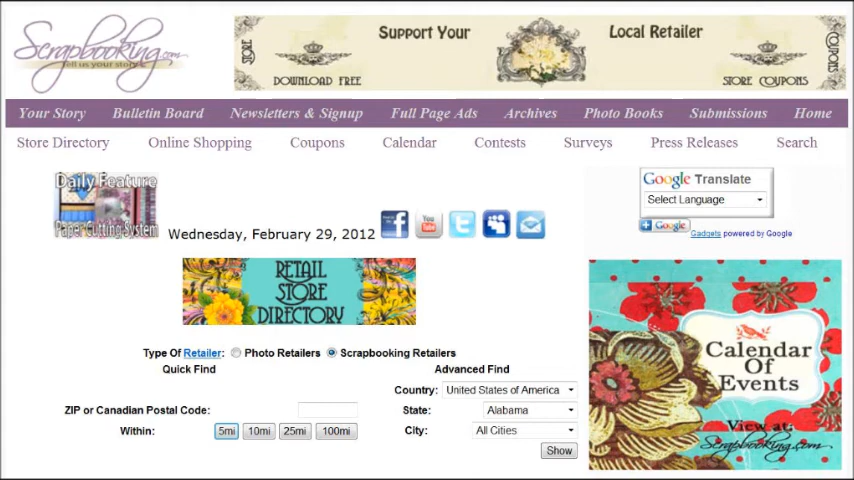 Scrapbooking.com
Tell us your story
STORE
Support Your
Local Retailer
COUPONS
DOWNLOAD FREE
STORE COUPONS
Your Story Bulletin Board Newsletters & Signup Full Page Ads Archives Photo Books Submissions Home
Store Directory Online Shopping Coupons Calendar Contests Surveys Press Releases Search
Daily Feature
Paper Cutting System
Wednesday, February 29, 2012
You
Tube
Google Translate
Select Language
Google
Gadgets powered by Google
RETAIL
STORE
DIRECTORY
Type Of Retailer: Photo Retailers Scrapbooking Retailers
Quick Find
Advanced Find
Country: United States of America
ZIP or Canadian Postal Code:
State: Alabama
Within: 5mi 10mi 25mi 100mi
City: All Cities
Show
Calendar
Of
Events
View at:
Scrapbooking.com